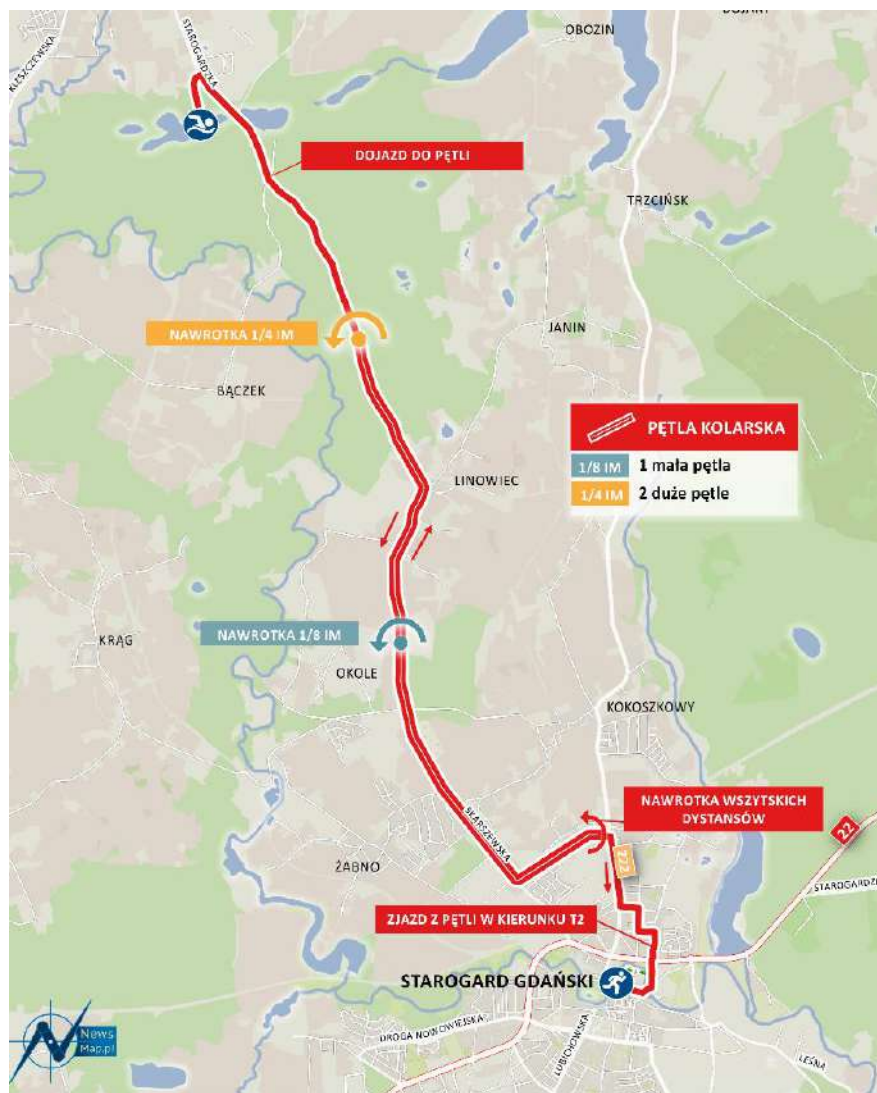 OBOZIN
KLESZCZEWSKA
STAROGARDZKA
DOJAZD DO PĘTLI
TRZCIŃSK
NAWROTKA 1/4 IM
JANIN
BĄCZEK
PĘTLA KOLARSKA
1/8 IM 1 mała pętla
1/4 IM 2 duże pętle
LINOWIEC
NAWROTKA 1/8 IM
KRĄG
OKOLE
KOKOSZKOWY
NAWROTKA WSZYTSKICH
DYSTANSÓW
22
SKARSZEWSKA
222
ŻABNO
ZJAZD Z PĘTLI W KIERUNKU T2
STAROGARD GDAŃSKI
DROGA NOWOWIEJSKA
LUBICHOWSKA
LEŚNA
News
Map.pl